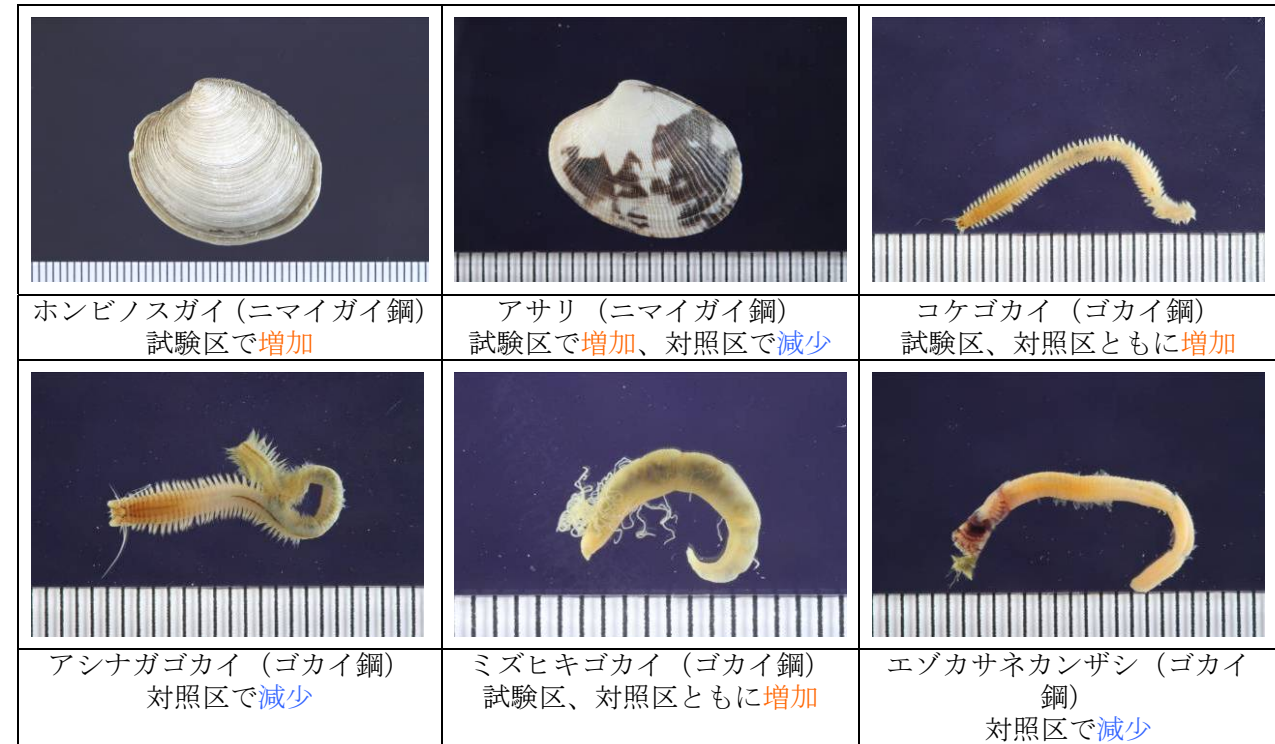 ホンビノスガイ(ニマイガイ鋼)
試験区で増加
アサリ(ニマイガイ鋼)
試験区で増加、対照区で減少
コケゴカイ(ゴカイ鋼)
試験区、対照区ともに増加
アシナガゴカイ(ゴカイ鋼)
対照区で減少
ミズヒキゴカイ(ゴカイ鋼)
試験区、対照区ともに増加
エゾカサネカンザシ(ゴカイ
鋼)
対照区で減少